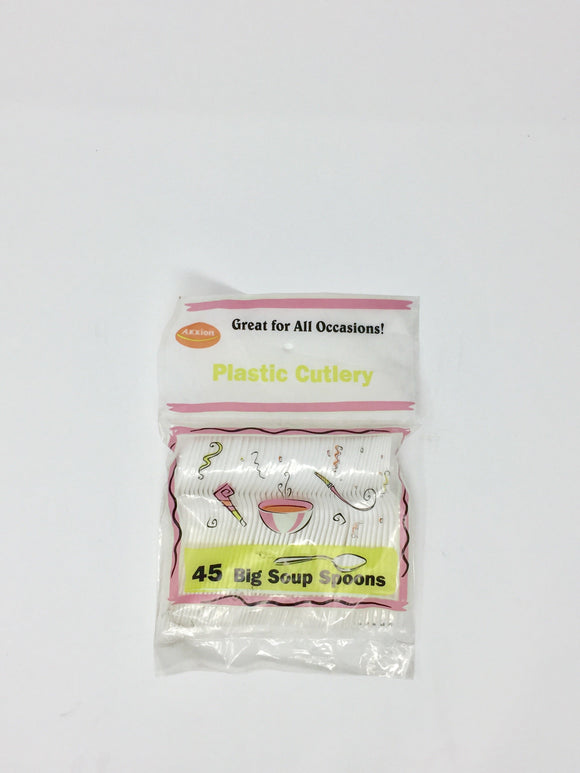 Axxion
Great for All Occasions!
Plastic Cutlery
45 Big Soup Spoons